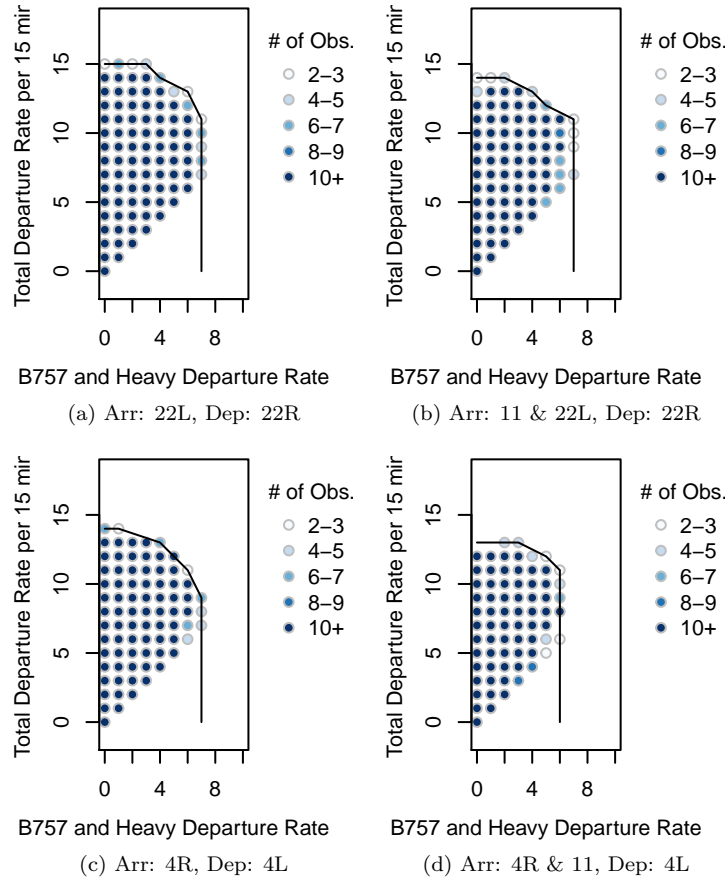 Total Departure Rate per 15 mir
0 5 10 15
0 4 8
B757 and Heavy Departure Rate
# of Obs.
2–3
4–5
6–7
8–9
10+
(a) Arr: 22L, Dep: 22R
Total Departure Rate per 15 mir
0 5 10 15
0 4 8
B757 and Heavy Departure Rate
# of Obs.
2–3
4–5
6–7
8–9
10+
(b) Arr: 11 & 22L, Dep: 22R
Total Departure Rate per 15 mir
0 5 10 15
0 4 8
B757 and Heavy Departure Rate
# of Obs.
2–3
4–5
6–7
8–9
10+
(c) Arr: 4R, Dep: 4L
Total Departure Rate per 15 mir
0 5 10 15
0 4 8
B757 and Heavy Departure Rate
# of Obs.
2–3
4–5
6–7
8–9
10+
(d) Arr: 4R & 11, Dep: 4L